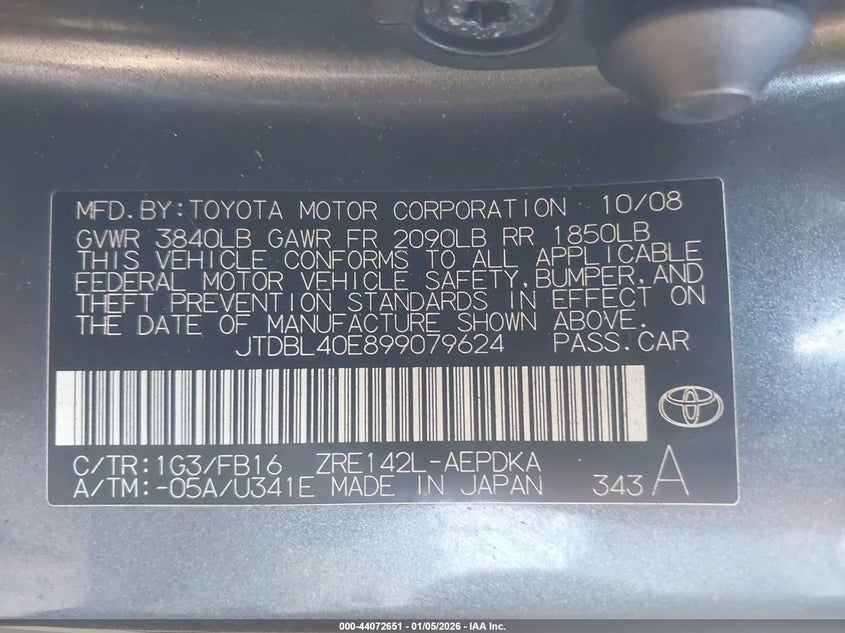 MFD.BY:TOYOTA MOTOR CORPORATION 10/08
GVWR 3840LB GAWR FR 2090LB RR 1850LB
THIS VEHICLE CONFORMS TO ALL APPLICABLE
FEDERAL MOTOR VEHICLE SAFETY,BUMPER,AND
THEFT PREVENTION STANDARDS IN EFFECT ON
THE DATE OF MANUFACTURE SHOWN ABOVE.
JTDBL40E899079624 PASS.CAR
C/TR:1G3/FB16 ZRE142L-AEPDKA
A/TM:-05A/U341E MADE IN JAPAN 343 A
000-44072651 | 01/05/2026 - IAA Inc.